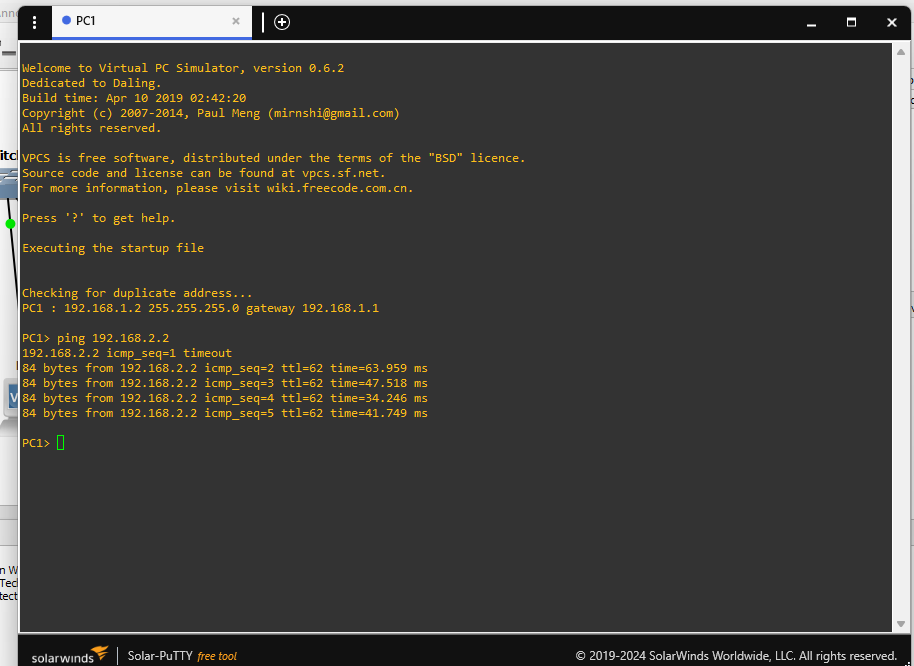 PC1
Welcome to Virtual PC Simulator, version 0.6.2
Dedicated to Daling.
Build time: Apr 10 2019 02:42:20
Copyright (c) 2007-2014, Paul Meng (mirnshi@gmail.com)
All rights reserved.
VPCS is free software, distributed under the terms of the "BSD" licence.
Source code and license can be found at vpcs.sf.net.
For more information, please visit wiki.freecode.com.cn.
Press '?' to get help.
Executing the startup file
Checking for duplicate address...
PC1 : 192.168.1.2 255.255.255.0 gateway 192.168.1.1
PC1> ping 192.168.2.2
192.168.2.2 icmp_seq=1 timeout
84 bytes from 192.168.2.2 icmp_seq=2 ttl=62 time=63.959 ms
84 bytes from 192.168.2.2 icmp_seq=3 ttl=62 time=47.518 ms
84 bytes from 192.168.2.2 icmp_seq=4 ttl=62 time=34.246 ms
84 bytes from 192.168.2.2 icmp_seq=5 ttl=62 time=41.749 ms
PC1>
solarwinds Solar-PuTTY free tool © 2019-2024 SolarWinds Worldwide, LLC. All rights reserved.